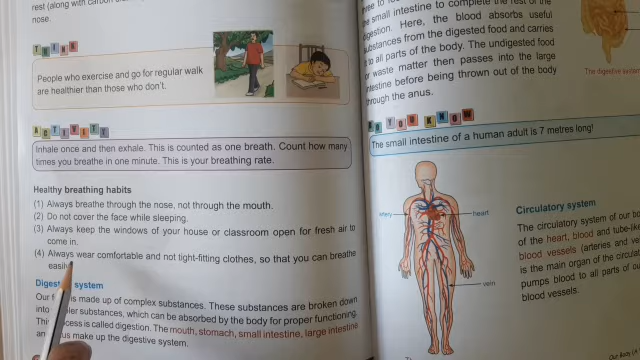 rest (along with carbon
nose.
THINK
People who exercise and go for regular walk
are healthier than those who don't.
ACTIVITY
Inhale once and then exhale. This is counted as one breath. Count how many
times you breathe in one minute. This is your breathing rate.
Healthy breathing habits
(1) Always breathe through the nose, not through the mouth.
(2) Do not cover the face while sleeping.
(3) Always keep the windows of your house or classroom open for fresh air to
come in.
(4) Always wear comfortable and not tight-fitting clothes, so that you can breathe
easily
system
Our is made up of complex substances. These substances are broken down
into substances, which can be absorbed by the body for proper functioning.
process is called digestion. The mouth, stomach, small intestine, large intestine
make up the digestive system.
the small intestine to complete the rest of the
digestion. Here, the blood absorbs useful
substances from the digested food and carries
it to all parts of the body. The undigested food
or waste matter then passes into the large
intestine before being thrown out of the body
through the anus.
The digestive
YOU KNOW
The small intestine of a human adult is 7 metres long!
artery
heart
vein
Circulatory system
The circulatory system of our
of the heart, blood and tube-like
blood vessels (arteries and
is the main organ of the
pumps blood to all parts of
blood vessels.